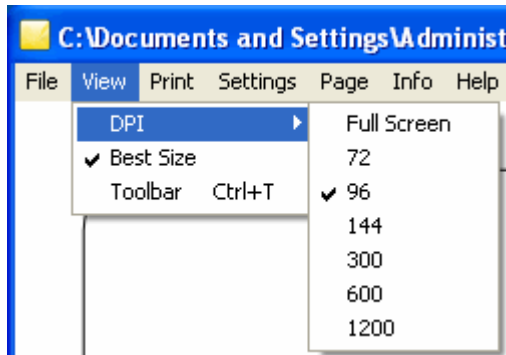 C:\Documents and Settings\Administ
File View Print Settings Page Info Help
DPI
Best Size
Toolbar Ctrl+T
Full Screen
72
96
144
300
600
1200